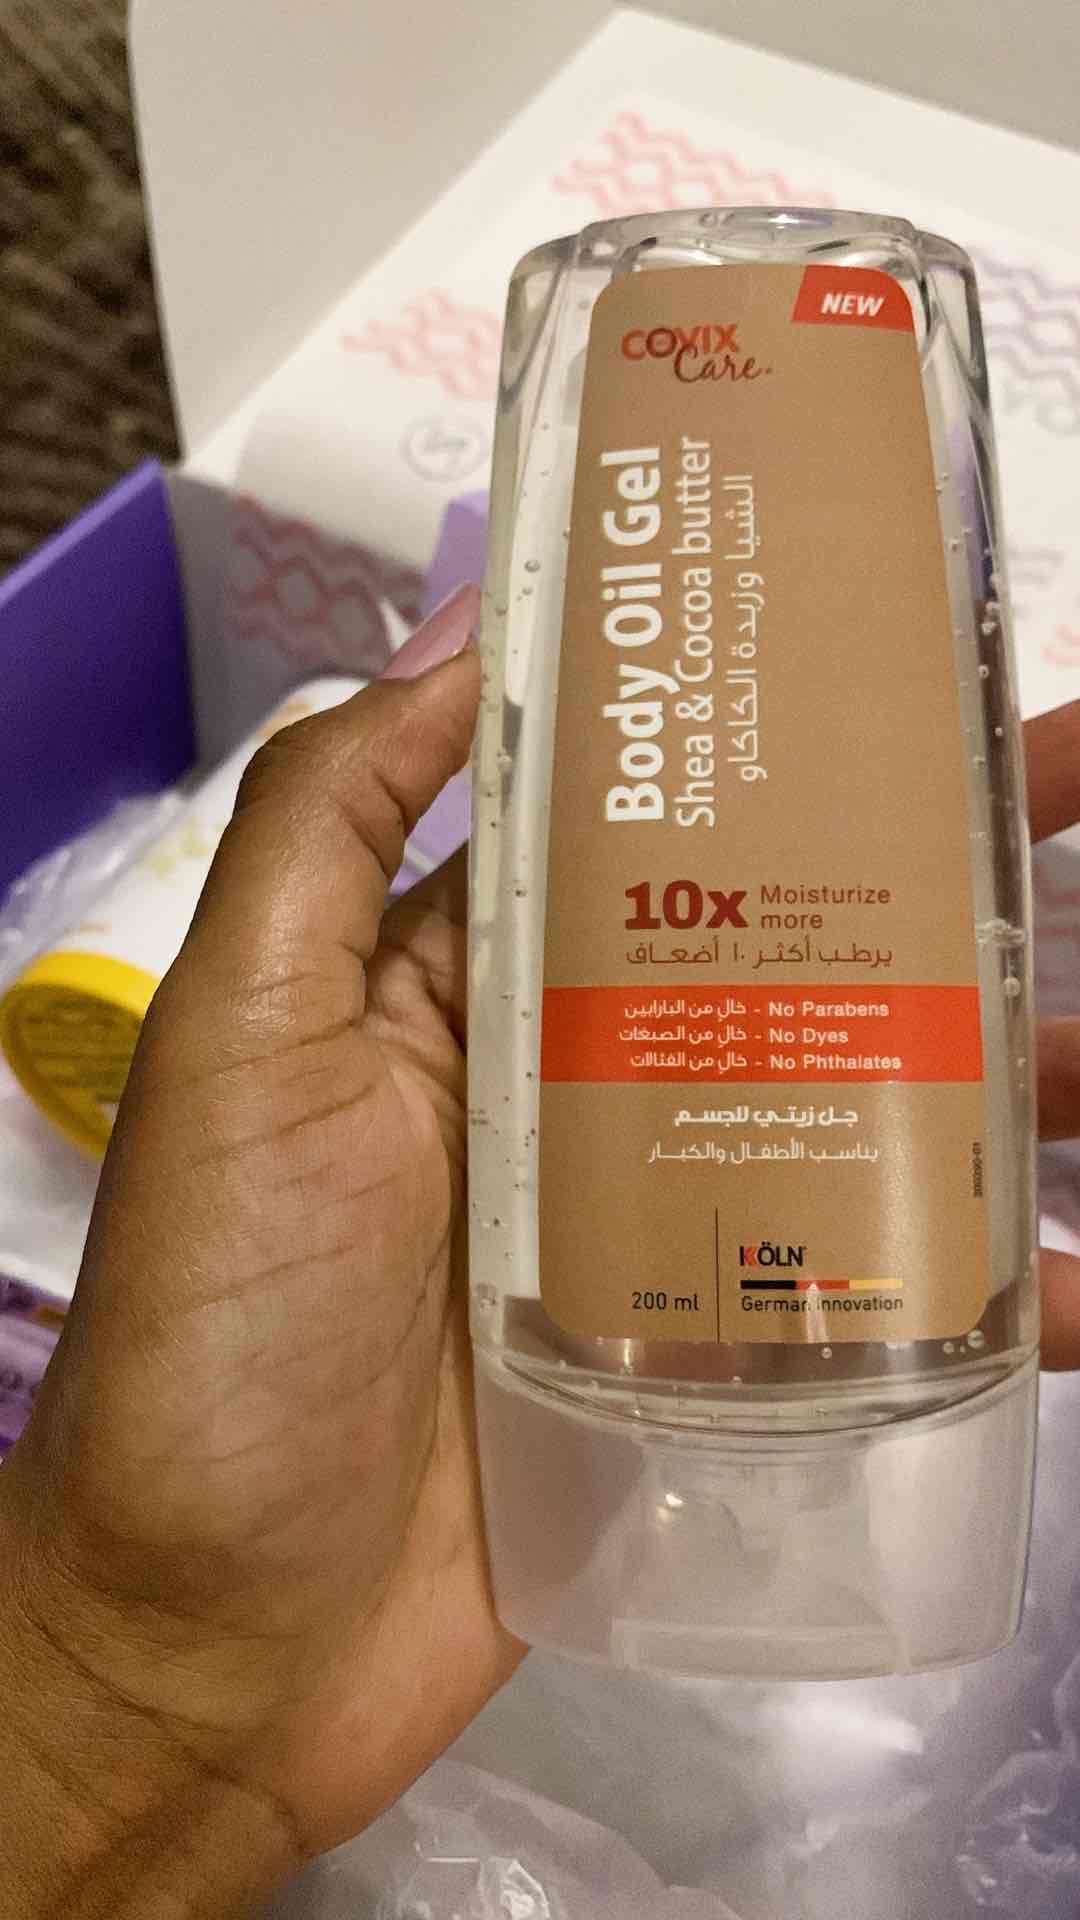 NEW
COVIX
Care
Body Oil Gel
Shea & Cocoa butter
الشيا وزبدة الكاكاو
10x Moisturize
more
يرطب أكثر ١٠ أضعاف
خالٍ من البارابين - No Parabens
خالٍ من الصبغات - No Dyes
خالٍ من الفثالات - No Phthalates
جل زيتي للجسم
يناسب الأطفال والكبار
KÖLN
200 ml
German Innovation